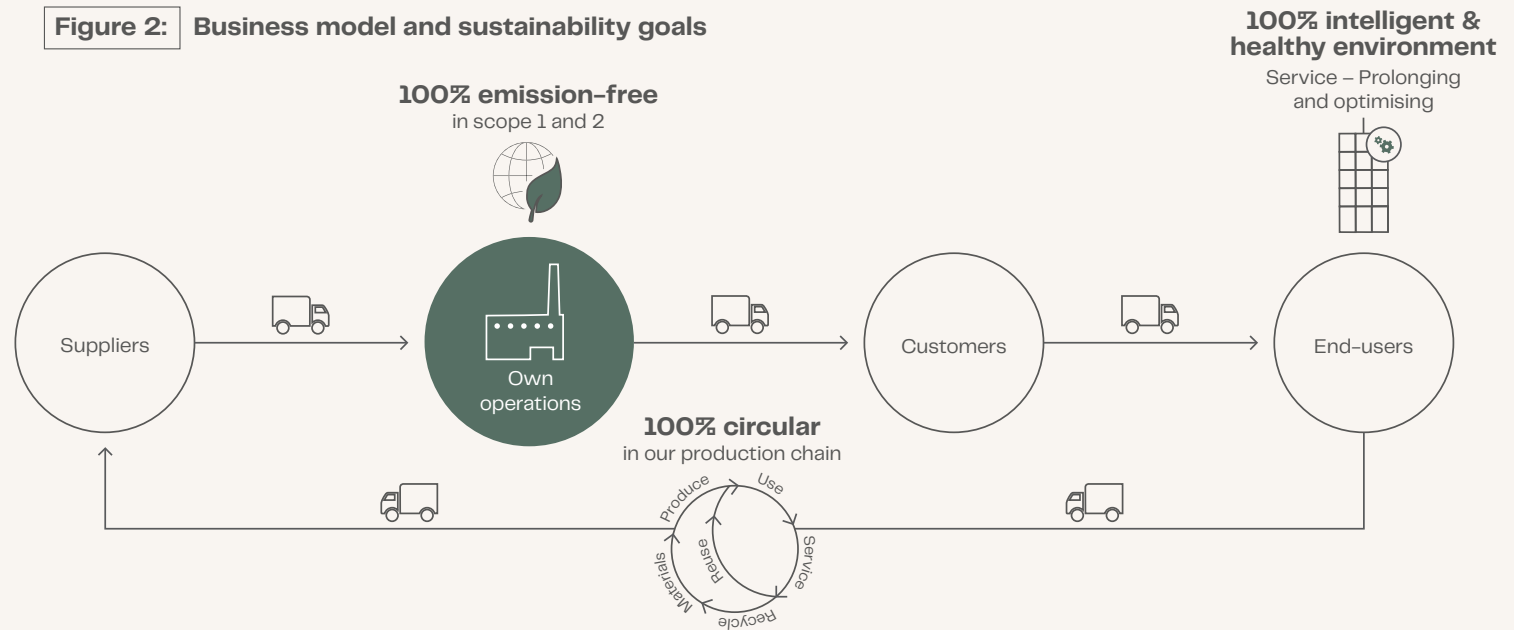 Figure 2: Business model and sustainability goals
100% intelligent &
healthy environment
Service – Prolonging
and optimising
100% emission-free
in scope 1 and 2
Suppliers
Own
operations
Customers
End-users
100% circular
in our production chain
Produce
Use
Service
Recycle
Materials
Reuse